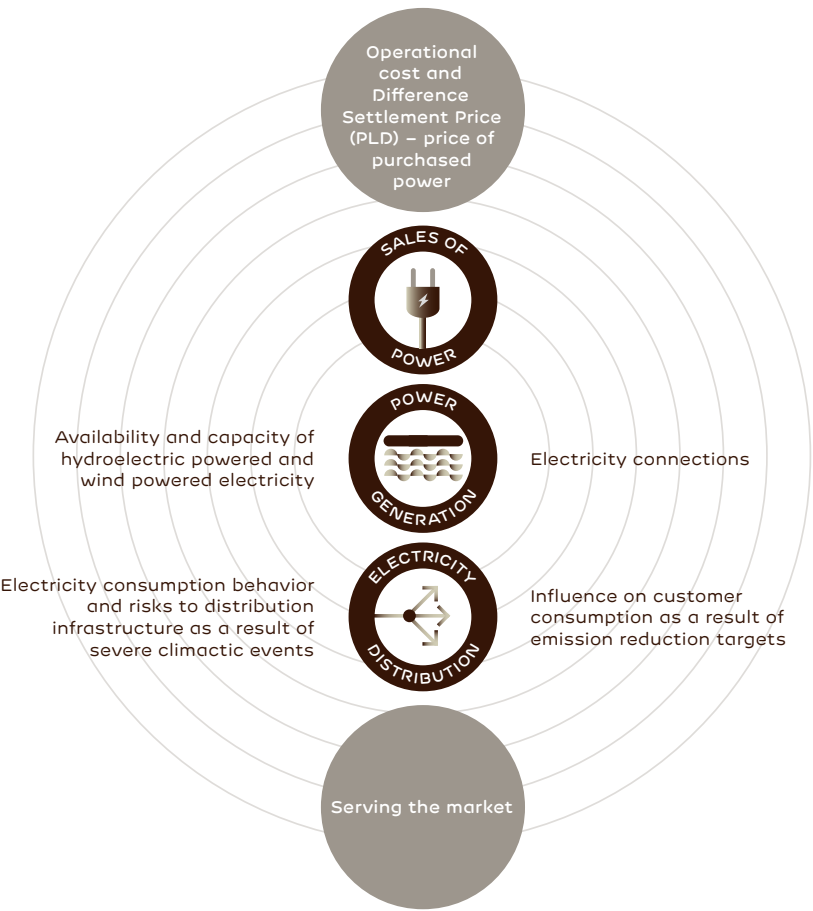 Operational
cost and
Difference
Settlement Price
(PLD) – price of
purchased
power
SALES OF
POWER
POWER
GENERATION
Availability and capacity of
hydroelectric powered and
wind powered electricity
Electricity connections
ELECTRICITY
DISTRIBUTION
Electricity consumption behavior
and risks to distribution
infrastructure as a result of
severe climactic events
Influence on customer
consumption as a result of
emission reduction targets
Serving the market